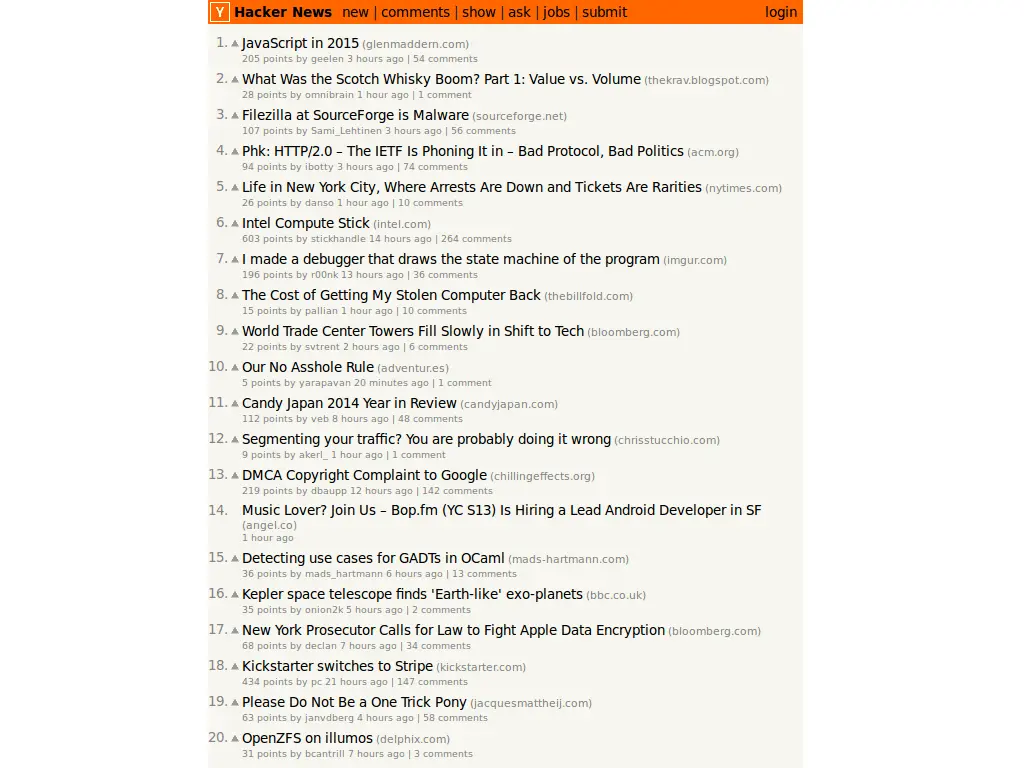 Y Hacker News new | comments | show | ask | jobs | submit login
1. JavaScript in 2015 (glenmaddern.com)
205 points by geelen 3 hours ago | 54 comments
2. What Was the Scotch Whisky Boom? Part 1: Value vs. Volume (thekrav.blogspot.com)
28 points by omnibrain 1 hour ago | 1 comment
3. Filezilla at SourceForge is Malware (sourceforge.net)
107 points by Sami_Lehtinen 3 hours ago | 56 comments
4. Phk: HTTP/2.0 – The IETF Is Phoning It in – Bad Protocol, Bad Politics (acm.org)
94 points by ibotty 3 hours ago | 74 comments
5. Life in New York City, Where Arrests Are Down and Tickets Are Rarities (nytimes.com)
26 points by danso 1 hour ago | 10 comments
6. Intel Compute Stick (intel.com)
603 points by stickhandle 14 hours ago | 264 comments
7. I made a debugger that draws the state machine of the program (imgur.com)
196 points by r00nk 13 hours ago | 36 comments
8. The Cost of Getting My Stolen Computer Back (thebillfold.com)
15 points by pallian 1 hour ago | 10 comments
9. World Trade Center Towers Fill Slowly in Shift to Tech (bloomberg.com)
22 points by svtrent 2 hours ago | 6 comments
10. Our No Asshole Rule (adventur.es)
5 points by yarapavan 20 minutes ago | 1 comment
11. Candy Japan 2014 Year in Review (candyjapan.com)
112 points by veb 8 hours ago | 48 comments
12. Segmenting your traffic? You are probably doing it wrong (chrisstucchio.com)
9 points by akerl_ 1 hour ago | 1 comment
13. DMCA Copyright Complaint to Google (chillingeffects.org)
219 points by dbaupp 12 hours ago | 142 comments
14. Music Lover? Join Us – Bop.fm (YC S13) Is Hiring a Lead Android Developer in SF
(angel.co)
1 hour ago
15. Detecting use cases for GADTs in OCaml (mads-hartmann.com)
36 points by mads_hartmann 6 hours ago | 13 comments
16. Kepler space telescope finds 'Earth-like' exo-planets (bbc.co.uk)
35 points by onion2k 5 hours ago | 2 comments
17. New York Prosecutor Calls for Law to Fight Apple Data Encryption (bloomberg.com)
68 points by declan 7 hours ago | 34 comments
18. Kickstarter switches to Stripe (kickstarter.com)
434 points by pc 21 hours ago | 147 comments
19. Please Do Not Be a One Trick Pony (jacquesmattheij.com)
63 points by janvdberg 4 hours ago | 58 comments
20. OpenZFS on illumos (delphix.com)
31 points by bcantrill 7 hours ago | 3 comments